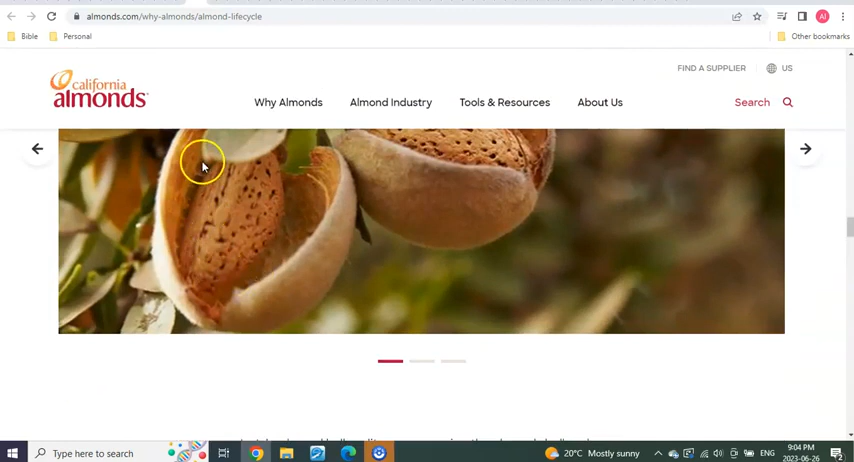 almonds.com/why-almonds/almond-lifecycle
AI
Bible
Personal
Other bookmarks
FIND A SUPPLIER
US
california
almonds®
Why Almonds
Almond Industry
Tools & Resources
About Us
Search
Type here to search
20°C Mostly sunny
ENG
9:04 PM
2023-06-26
2